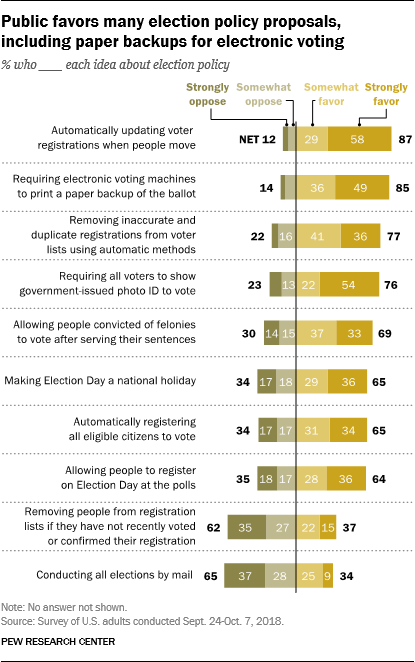 Public favors many election policy proposals,
including paper backups for electronic voting
% who ___ each idea about election policy
Strongly oppose Somewhat oppose Somewhat favor Strongly favor
Automatically updating voter
registrations when people move
NET 12 29 58 87
Requiring electronic voting machines
to print a paper backup of the ballot
14 36 49 85
Removing inaccurate and
duplicate registrations from voter
lists using automatic methods
22 16 41 36 77
Requiring all voters to show
government-issued photo ID to vote
23 13 22 54 76
Allowing people convicted of felonies
to vote after serving their sentences
30 14 15 37 33 69
Making Election Day a national holiday
34 17 18 29 36 65
Automatically registering
all eligible citizens to vote
34 17 17 31 34 65
Allowing people to register
on Election Day at the polls
35 18 17 28 36 64
Removing people from registration
lists if they have not recently voted
or confirmed their registration
62 35 27 22 15 37
Conducting all elections by mail
65 37 28 25 9 34
Note: No answer not shown.
Source: Survey of U.S. adults conducted Sept. 24-Oct. 7, 2018.
PEW RESEARCH CENTER